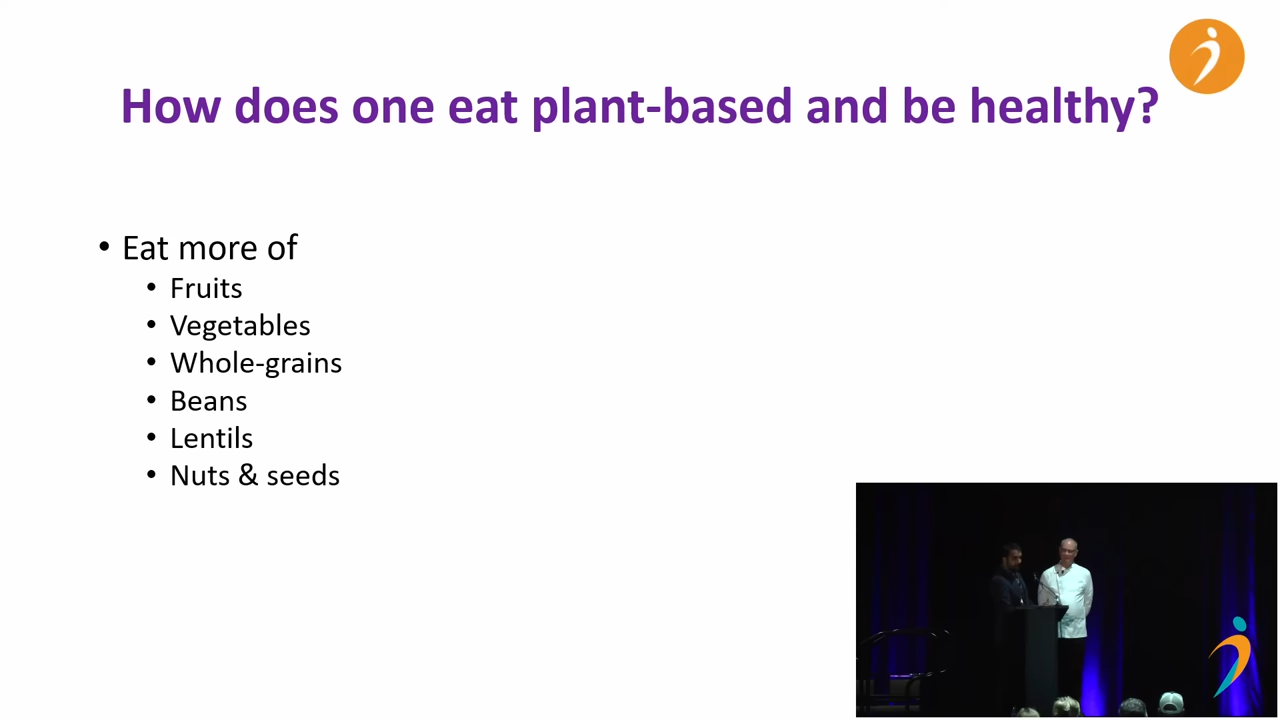 How does one eat plant-based and be healthy?
• Eat more of
• Fruits
• Vegetables
• Whole-grains
• Beans
• Lentils
• Nuts & seeds